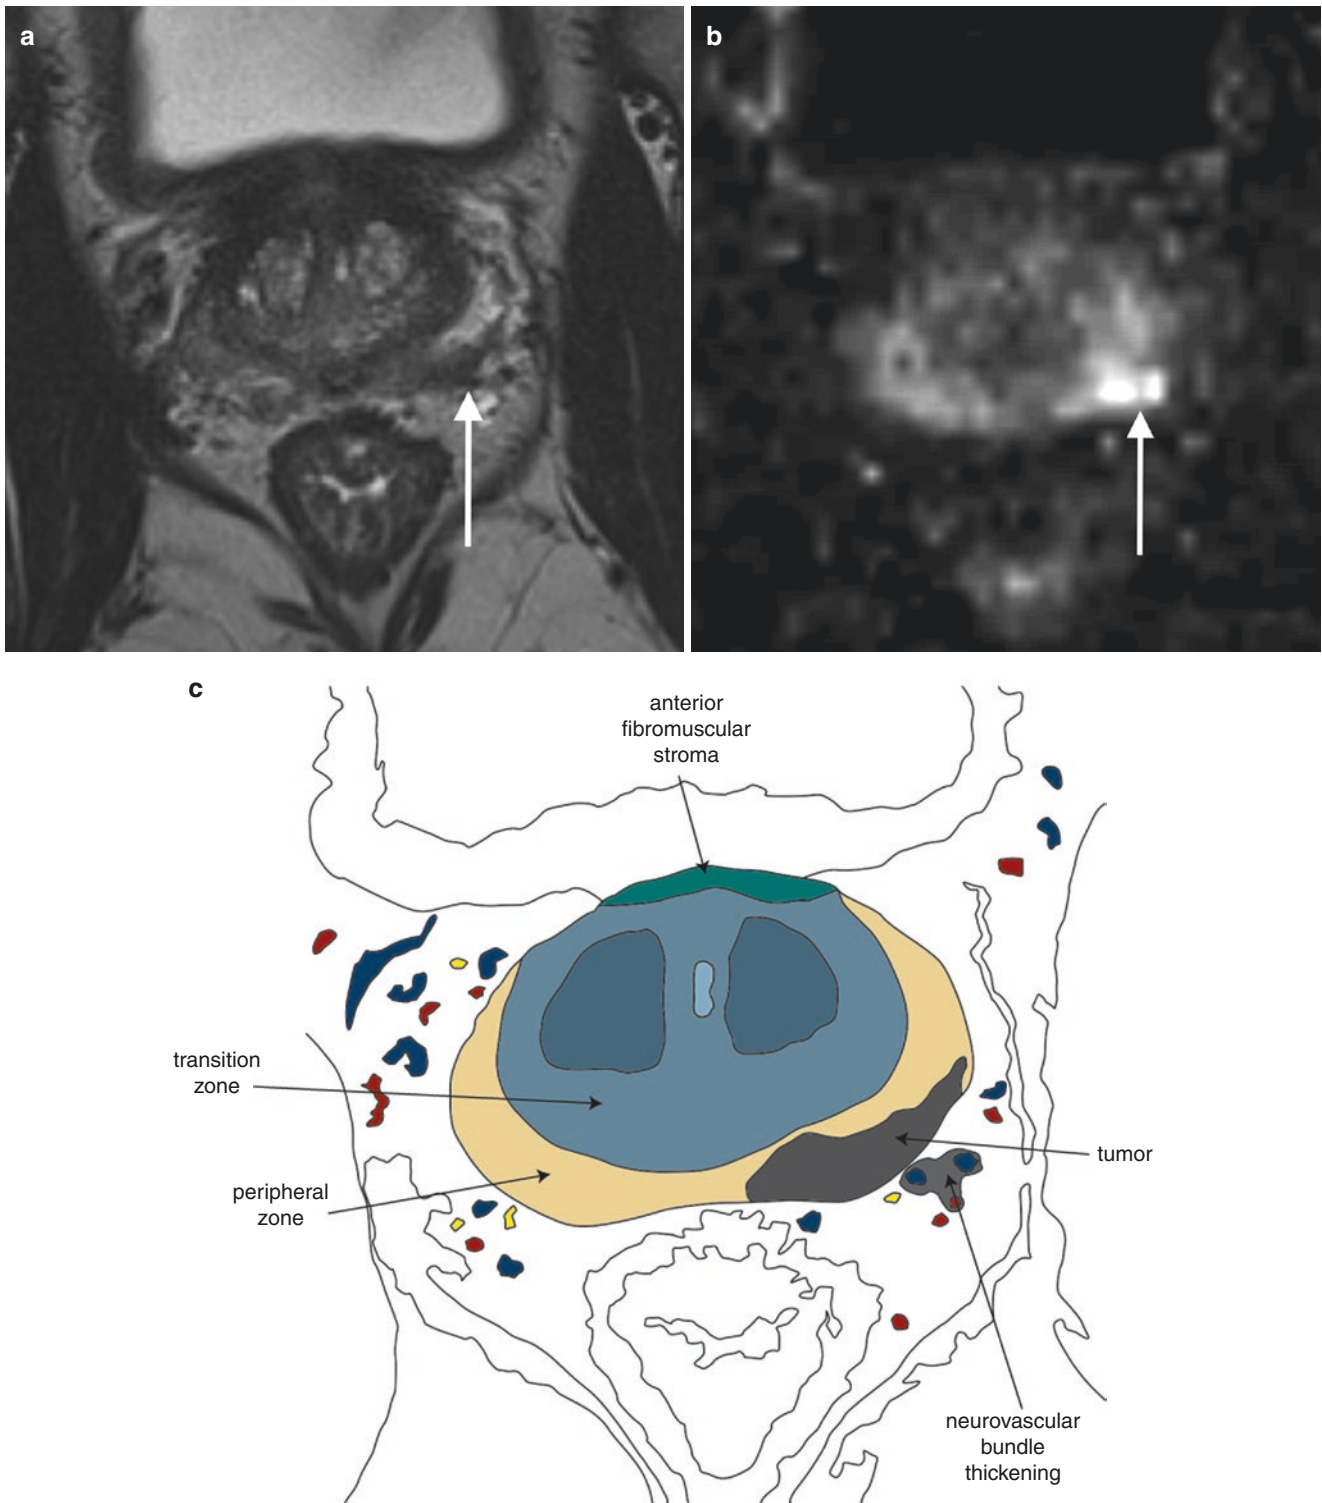 a
b
c
anterior
fibromuscular
stroma
transition
zone
peripheral
zone
tumor
neurovascular
bundle
thickening